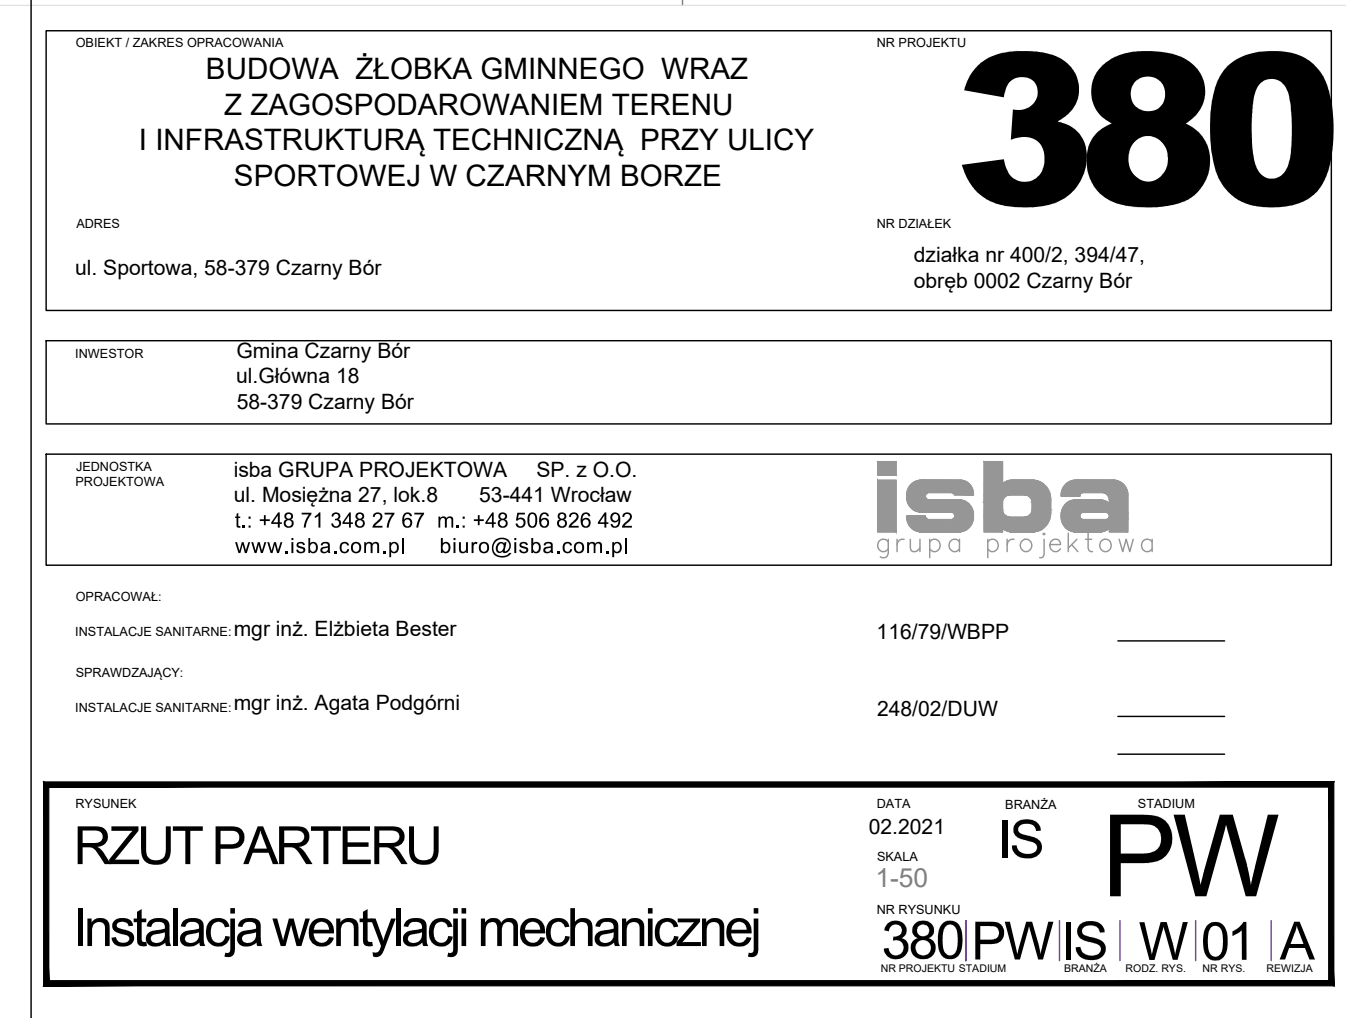 OBIEKT / ZAKRES OPRACOWANIA
BUDOWA ŻŁOBKA GMINNEGO WRAZ
Z ZAGOSPODAROWANIEM TERENU
I INFRASTRUKTURĄ TECHNICZNĄ PRZY ULICY
SPORTOWEJ W CZARNYM BORZE
NR PROJEKTU
380
ADRES
ul. Sportowa, 58-379 Czarny Bór
NR DZIAŁEK
działka nr 400/2, 394/47,
obręb 0002 Czarny Bór
INWESTOR
Gmina Czarny Bór
ul.Główna 18
58-379 Czarny Bór
JEDNOSTKA
PROJEKTOWA
isba GRUPA PROJEKTOWA SP. z O.O.
ul. Mosiężna 27, lok.8 53-441 Wrocław
t.: +48 71 348 27 67 m.: +48 506 826 492
www.isba.com.pl biuro@isba.com.pl
isba
grupa projektowa
OPRACOWAŁ:
INSTALACJE SANITARNE: mgr inż. Elżbieta Bester 116/79/WBPP
SPRAWDZAJĄCY:
INSTALACJE SANITARNE: mgr inż. Agata Podgórni 248/02/DUW
RYSUNEK
RZUT PARTERU
Instalacja wentylacji mechanicznej
DATA
02.2021
BRANŻA
IS
STADIUM
PW
SKALA
1-50
NR RYSUNKU
380|PW|IS|W|01|A
NR PROJEKTU STADIUM BRANŻA RODZ. RYS. NR RYS. REWIZJA